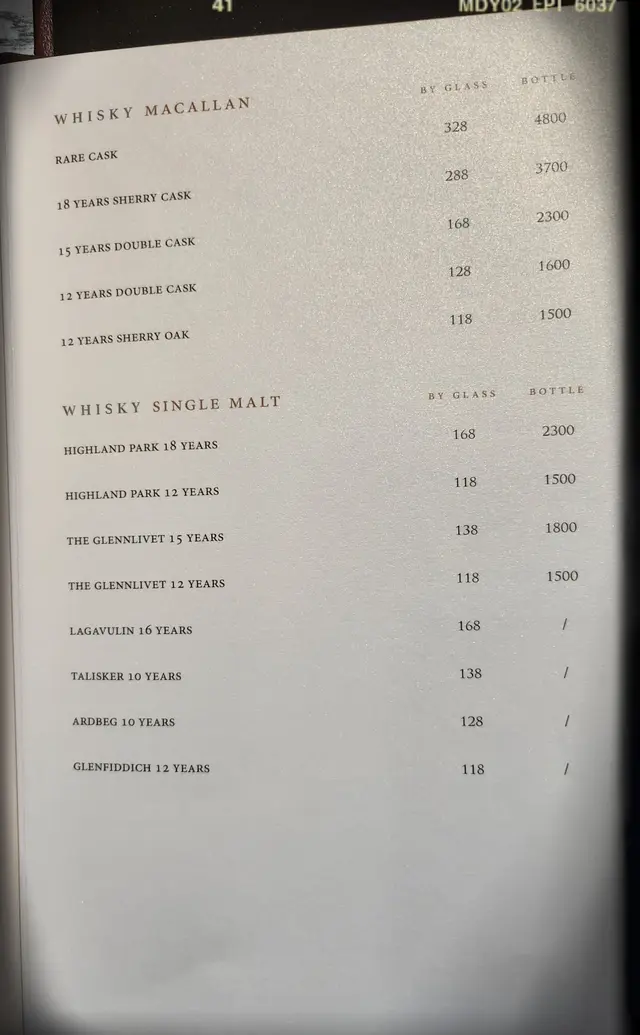 41 MDY02 EPI 6037
BY GLASS BOTTLE
WHISKY MACALLAN
RARE CASK 328 4800
18 YEARS SHERRY CASK 288 3700
15 YEARS DOUBLE CASK 168 2300
12 YEARS DOUBLE CASK 128 1600
12 YEARS SHERRY OAK 118 1500
WHISKY SINGLE MALT BY GLASS BOTTLE
HIGHLAND PARK 18 YEARS 168 2300
HIGHLAND PARK 12 YEARS 118 1500
THE GLENNLIVET 15 YEARS 138 1800
THE GLENNLIVET 12 YEARS 118 1500
LAGAVULIN 16 YEARS 168 /
TALISKER 10 YEARS 138 /
ARDBEG 10 YEARS 128 /
GLENFIDDICH 12 YEARS 118 /